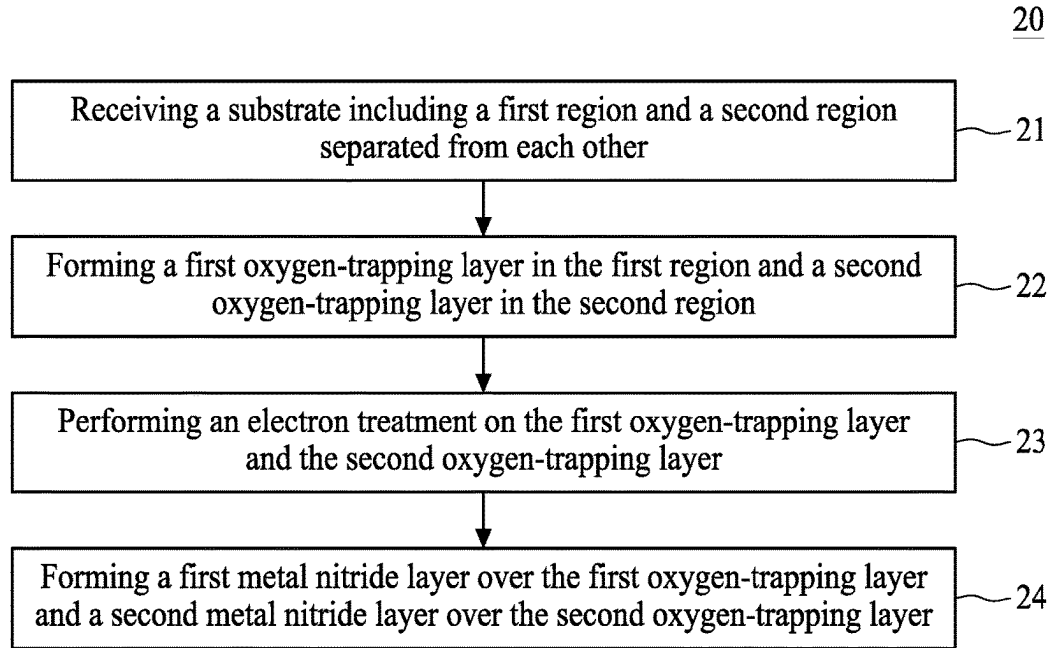 20
Receiving a substrate including a first region and a second region
separated from each other
21
Forming a first oxygen-trapping layer in the first region and a second
oxygen-trapping layer in the second region
22
Performing an electron treatment on the first oxygen-trapping layer
and the second oxygen-trapping layer
23
Forming a first metal nitride layer over the first oxygen-trapping layer
and a second metal nitride layer over the second oxygen-trapping layer
24